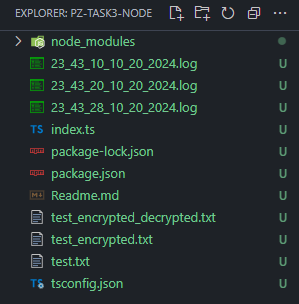 EXPLORER: PZ-TASK3-NODE
node_modules
23_43_10_10_20_2024.log U
23_43_20_10_20_2024.log U
23_43_28_10_20_2024.log U
TS index.ts U
package-lock.json U
package.json U
Readme.md U
test_encrypted_decrypted.txt U
test_encrypted.txt U
test.txt U
TS tsconfig.json U